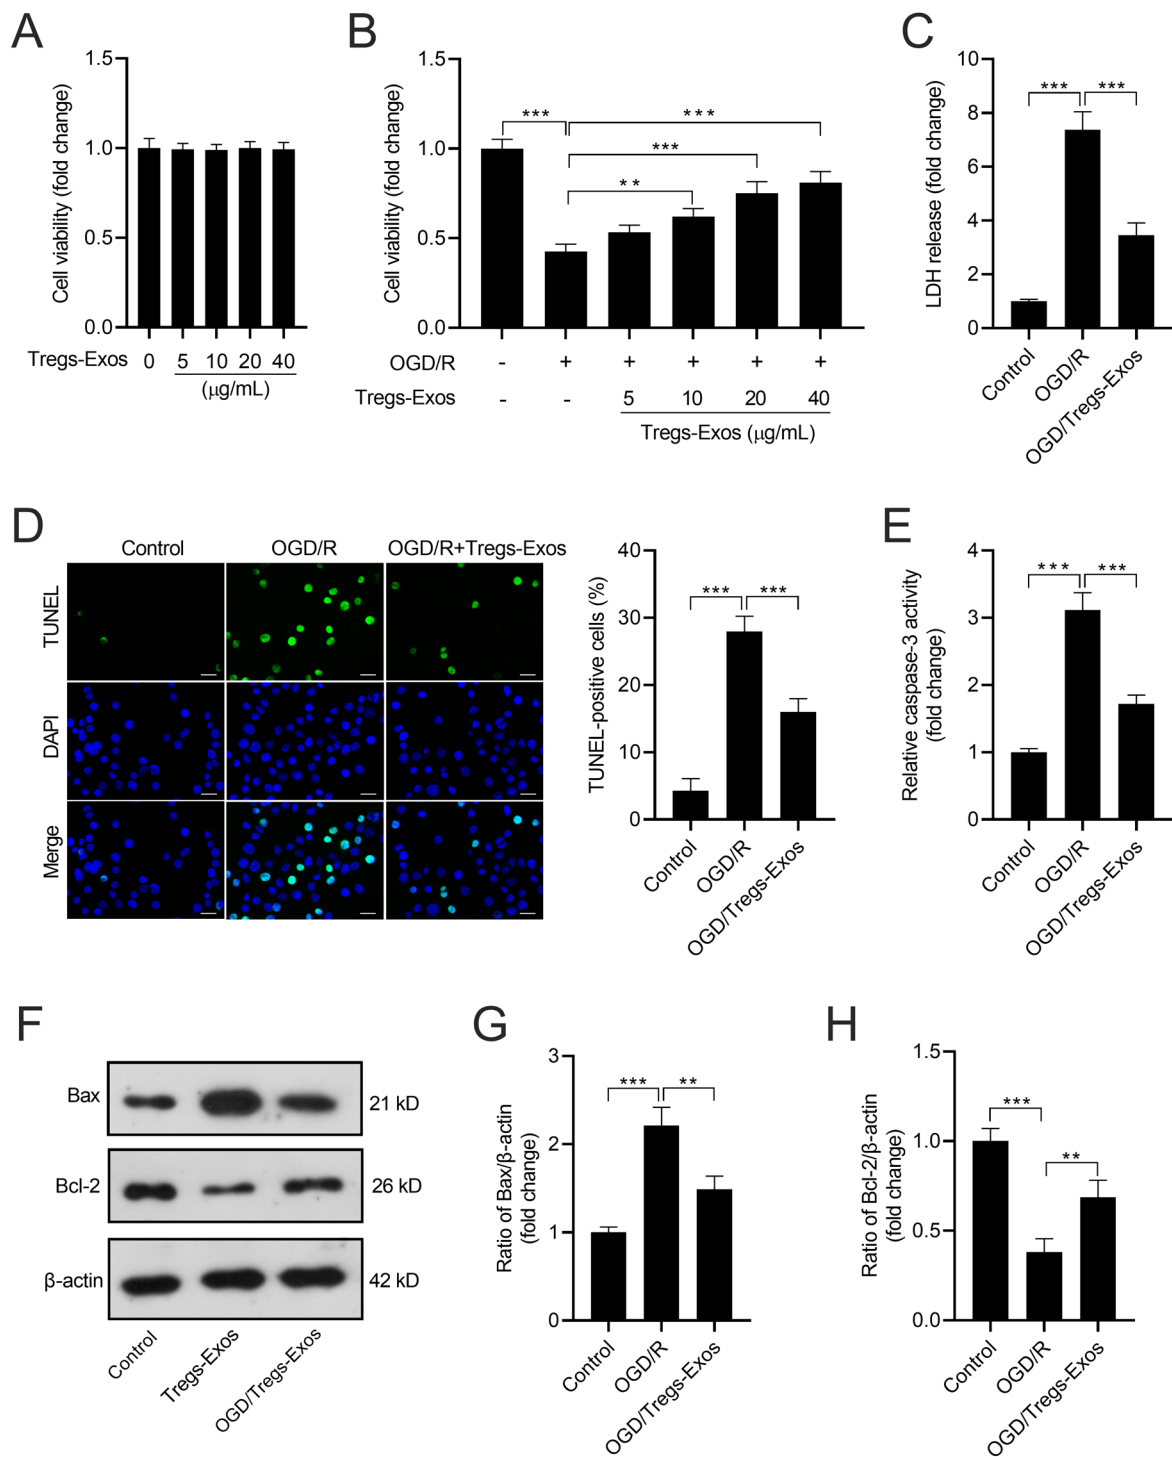 A
Cell viability (fold change)
1.5
1.0
0.5
0.0
Tregs-Exos 0 5 10 20 40
(μg/mL)
B
Cell viability (fold change)
1.5
1.0
0.5
0.0
***
***
***
**
OGD/R - + + + + +
Tregs-Exos - - 5 10 20 40
Tregs-Exos (μg/mL)
C
LDH release (fold change)
10
8
6
4
2
0
*** ***
Control
OGD/R
OGD/Tregs-Exos
D
Control OGD/R OGD/R+Tregs-Exos
TUNEL
DAPI
Merge
TUNEL-positive cells (%)
40
30
20
10
0
*** ***
Control
OGD/R
OGD/Tregs-Exos
E
Relative caspase-3 activity
(fold change)
4
3
2
1
0
*** ***
Control
OGD/R
OGD/Tregs-Exos
F
Bax 21 kD
Bcl-2 26 kD
β-actin 42 kD
Control
Tregs-Exos
OGD/Tregs-Exos
G
Ratio of Bax/β-actin
(fold change)
3
2
1
0
*** **
Control
OGD/R
OGD/Tregs-Exos
H
Ratio of Bcl-2/β-actin
(fold change)
1.5
1.0
0.5
0.0
***
**
Control
OGD/R
OGD/Tregs-Exos